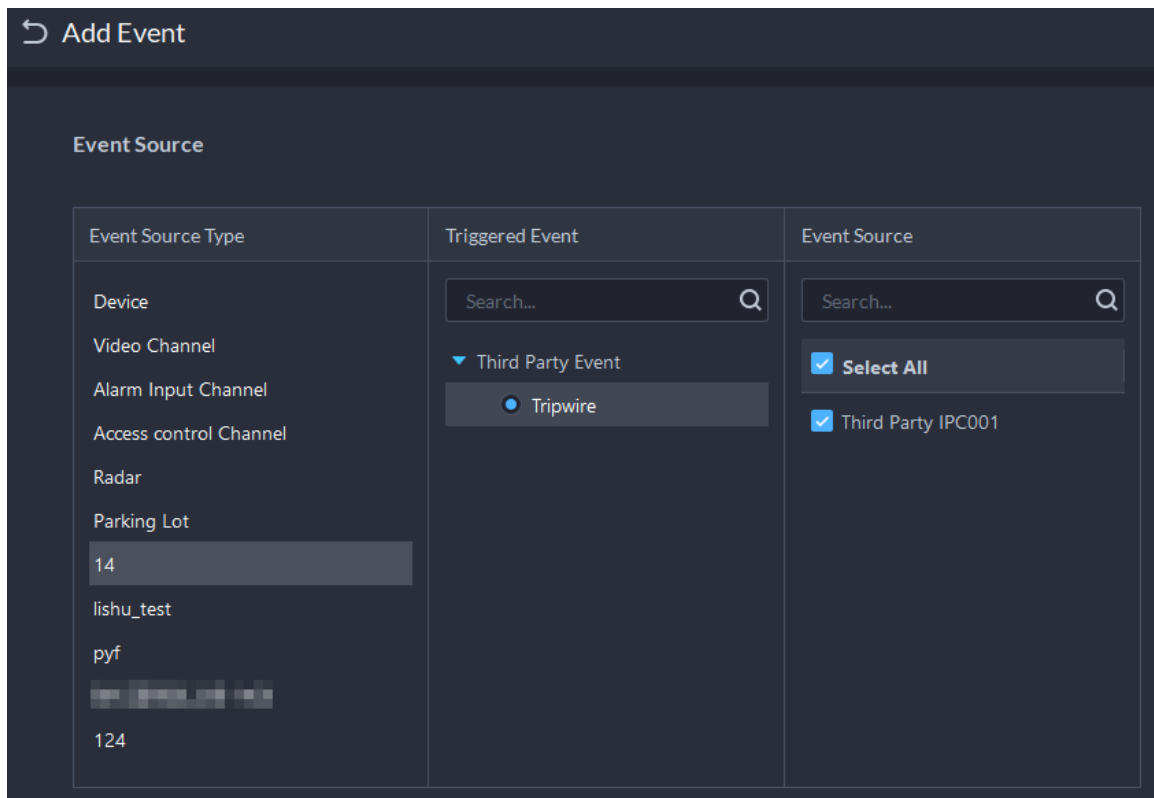 Add Event
Event Source
Event Source Type
Triggered Event
Event Source
Device
Video Channel
Alarm Input Channel
Access control Channel
Radar
Parking Lot
14
lishu_test
pyf
124
Search...
Third Party Event
Tripwire
Search...
Select All
Third Party IPC001